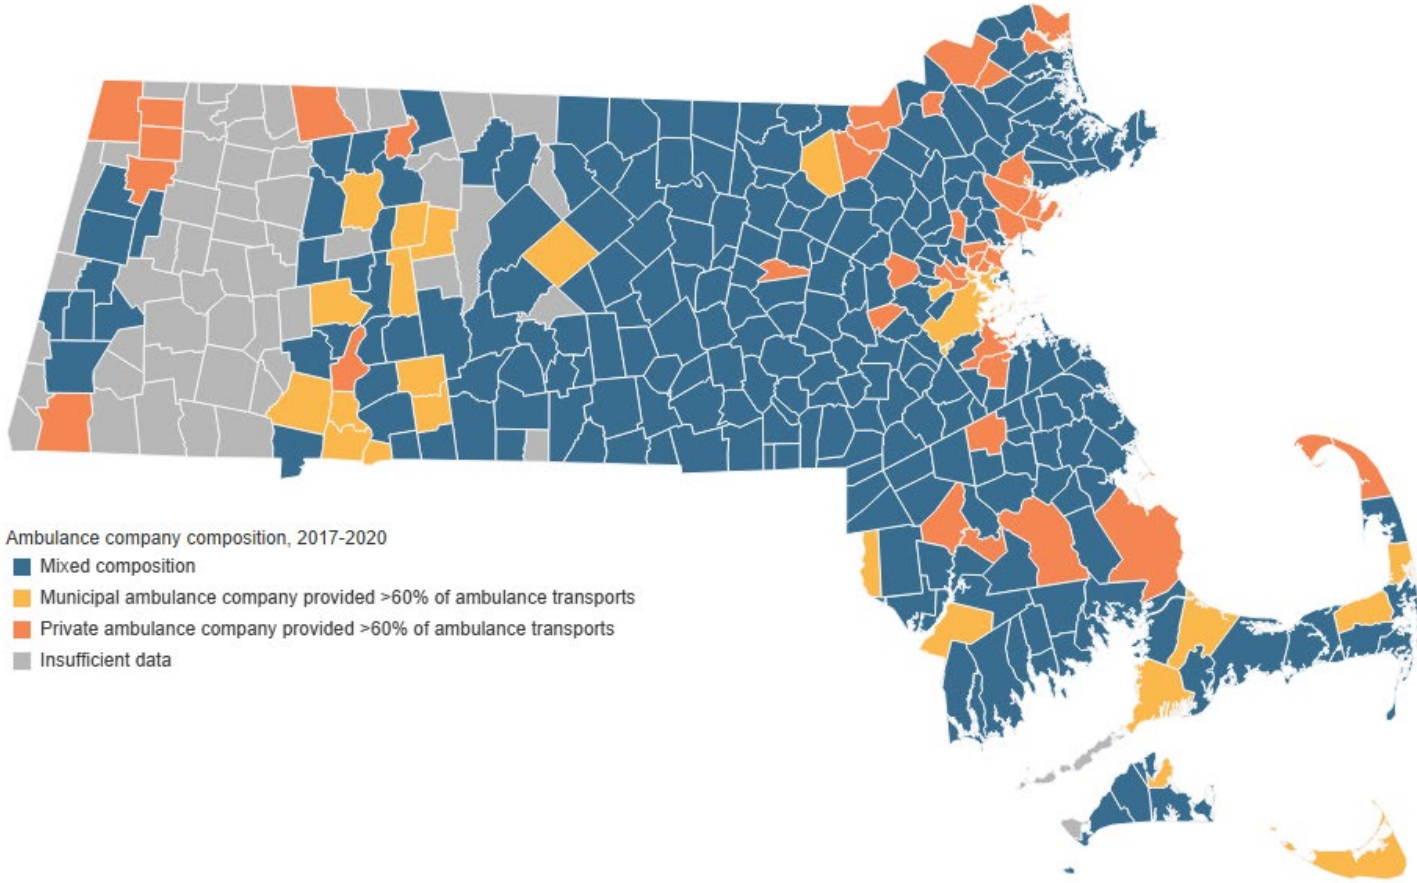 Ambulance company composition, 2017-2020
Mixed composition
Municipal ambulance company provided >60% of ambulance transports
Private ambulance company provided >60% of ambulance transports
Insufficient data